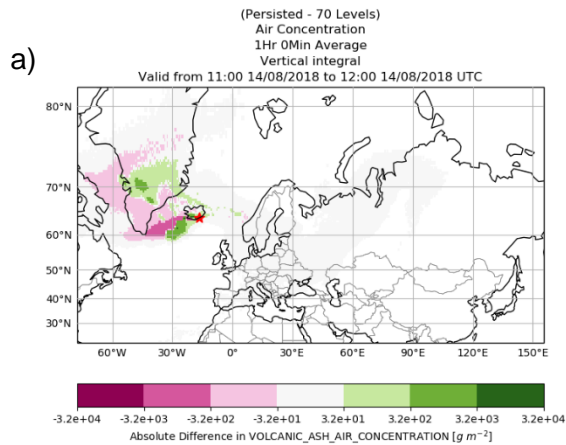 (Persisted - 70 Levels)
Air Concentration
1Hr 0Min Average
Vertical integral
Valid from 11:00 14/08/2018 to 12:00 14/08/2018 UTC
a)
80°N
70°N
60°N
50°N
40°N
30°N
60°W 30°W 0° 30°E 60°E 90°E 120°E 150°E
-3.2e+04 -3.2e+03 -3.2e+02 -3.2e+01 3.2e+01 3.2e+02 3.2e+03 3.2e+04
Absolute Difference in VOLCANIC_ASH_AIR_CONCENTRATION [g m⁻²]